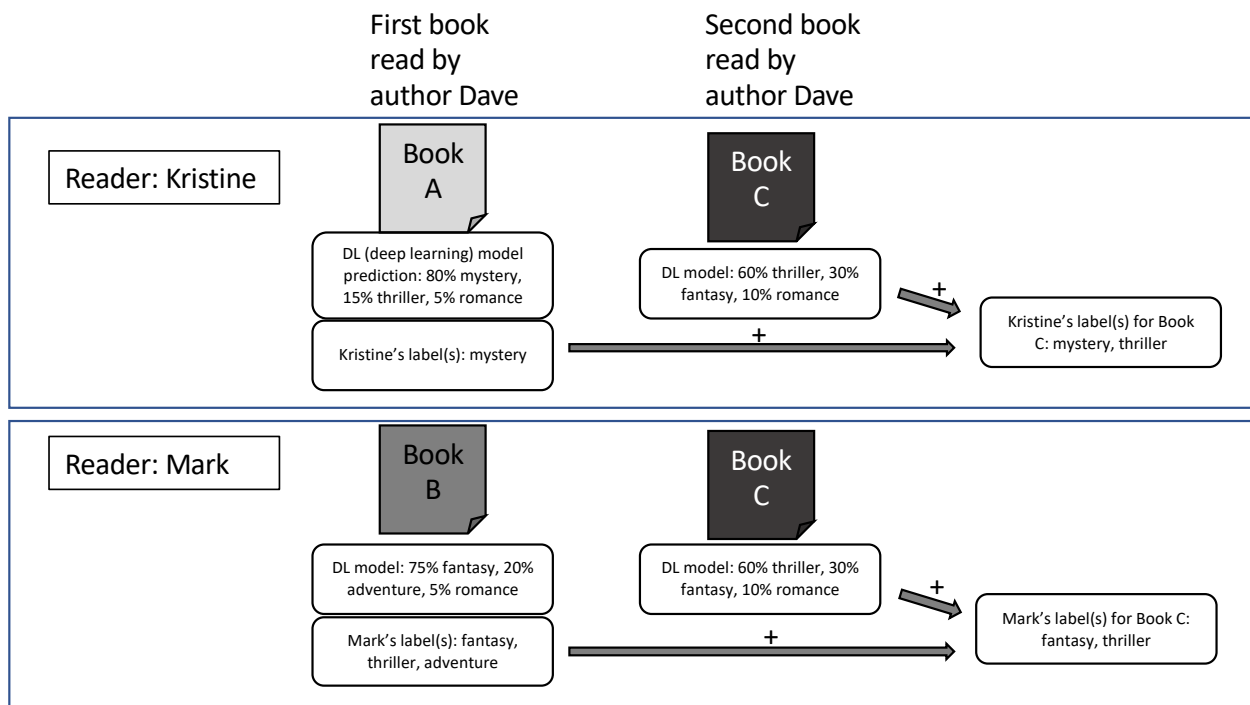 First book
read by
author Dave
Second book
read by
author Dave
Reader: Kristine
Book
A
DL (deep learning) model
prediction: 80% mystery,
15% thriller, 5% romance
Kristine’s label(s): mystery
Book
C
DL model: 60% thriller, 30%
fantasy, 10% romance
+
+
Kristine’s label(s) for Book
C: mystery, thriller
Reader: Mark
Book
B
DL model: 75% fantasy, 20%
adventure, 5% romance
Mark’s label(s): fantasy,
thriller, adventure
Book
C
DL model: 60% thriller, 30%
fantasy, 10% romance
+
+
Mark’s label(s) for Book C:
fantasy, thriller